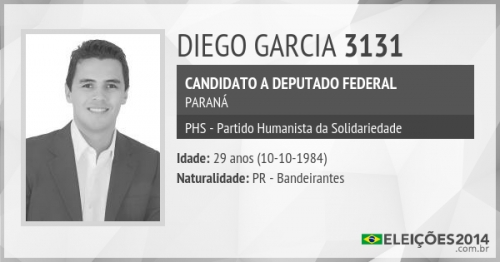 DIEGO GARCIA 3131
CANDIDATO A DEPUTADO FEDERAL
PARANÁ
PHS - Partido Humanista da Solidariedade
Idade: 29 anos (10-10-1984)
Naturalidade: PR - Bandeirantes
ELEIÇÕES2014
.com.br